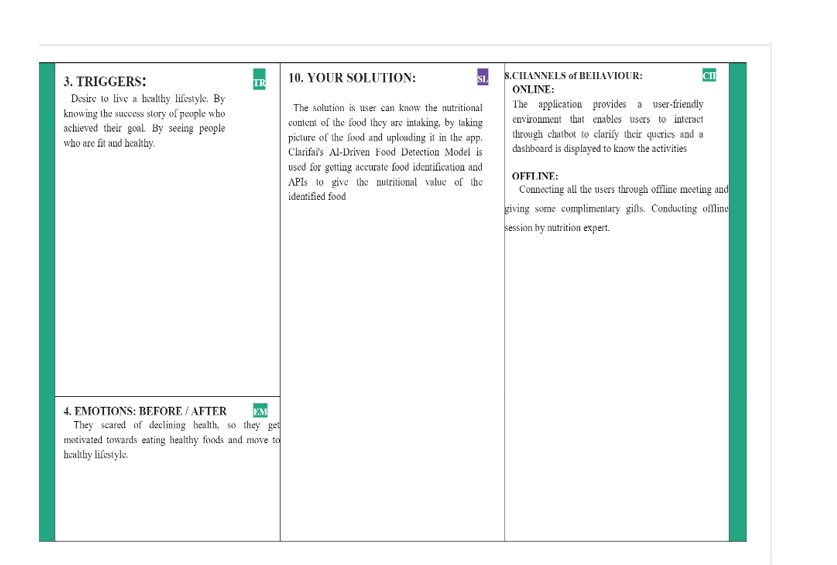 3. TRIGGERS:
TR
Desire to live a healthy lifestyle. By
knowing the success story of people who
achieved their goal. By seeing people
who are fit and healthy.
4. EMOTIONS: BEFORE / AFTER
EM
They scared of declining health, so they get
motivated towards eating healthy foods and move to
healthy lifestyle.
10. YOUR SOLUTION:
SL
The solution is user can know the nutritional
content of the food they are intaking, by taking
picture of the food and uploading it in the app.
Clarifai's AI-Driven Food Detection Model is
used for getting accurate food identification and
APIs to give the nutritional value of the
identified food
8.CHANNELS of BEHAVIOUR:
CH
ONLINE:
The application provides a user-friendly
environment that enables users to interact
through chatbot to clarify their queries and a
dashboard is displayed to know the activities
OFFLINE:
Connecting all the users through offline meeting and
giving some complimentary gifts. Conducting offline
session by nutrition expert.